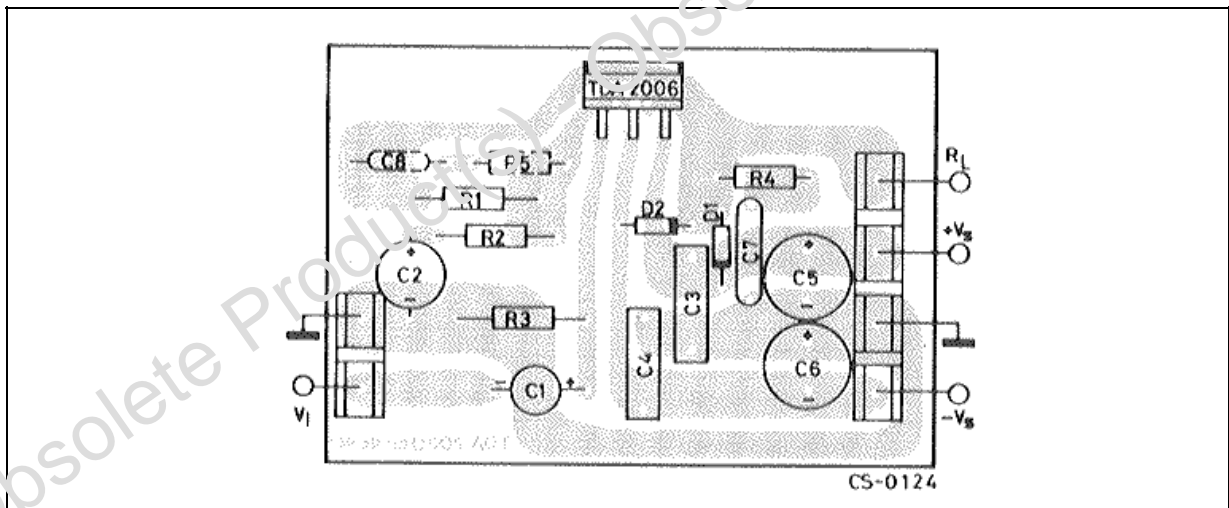 TDA2006
R5
C8
R1
R2
C2
R3
C1
R4
D2
D1
C7
C3
C4
C5
C6
RL
+Vs
-Vs
Vi
CS-0124
Obsolete Product(s) - Obso